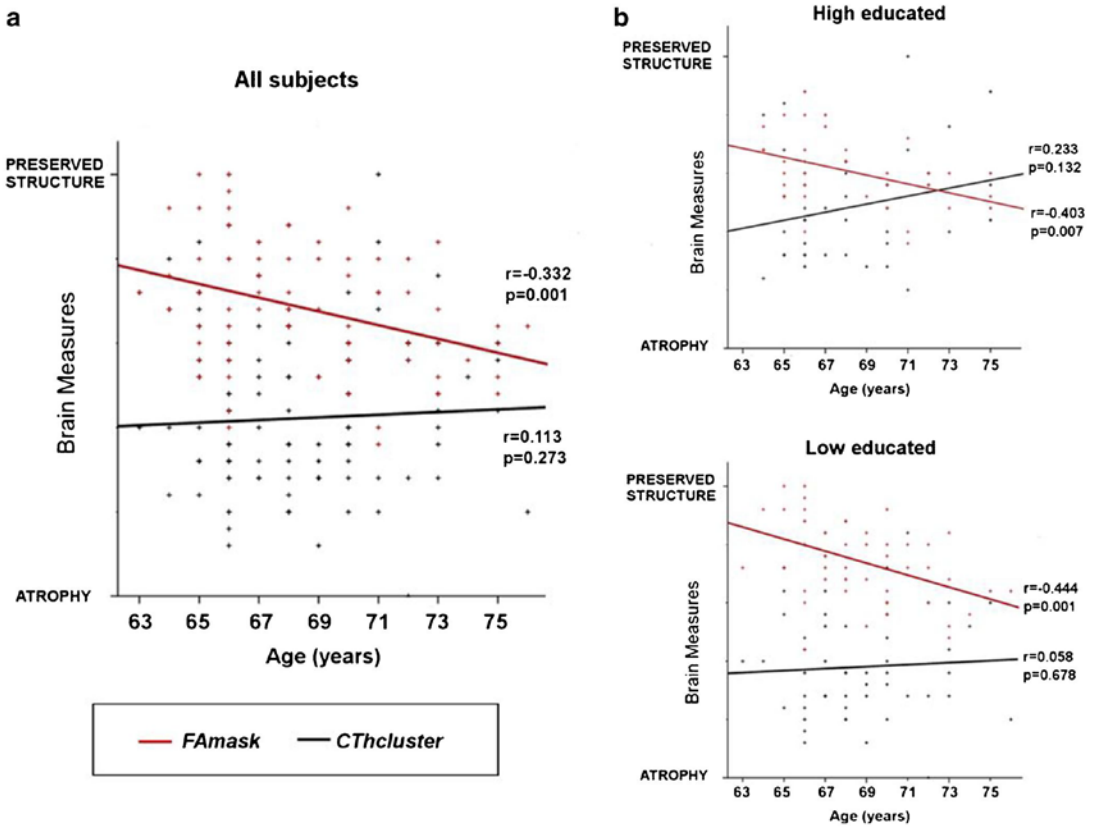 a
All subjects
PRESERVED
STRUCTURE
Brain Measures
r=-0.332
p=0.001
r=0.113
p=0.273
ATROPHY
63 65 67 69 71 73 75
Age (years)
FAmask CThcluster
b
High educated
PRESERVED
STRUCTURE
Brain Measures
r=0.233
p=0.132
r=-0.403
p=0.007
ATROPHY
63 65 67 69 71 73 75
Age (years)
Low educated
PRESERVED
STRUCTURE
Brain Measures
r=-0.444
p=0.001
r=0.058
p=0.678
ATROPHY
63 65 67 69 71 73 75
Age (years)